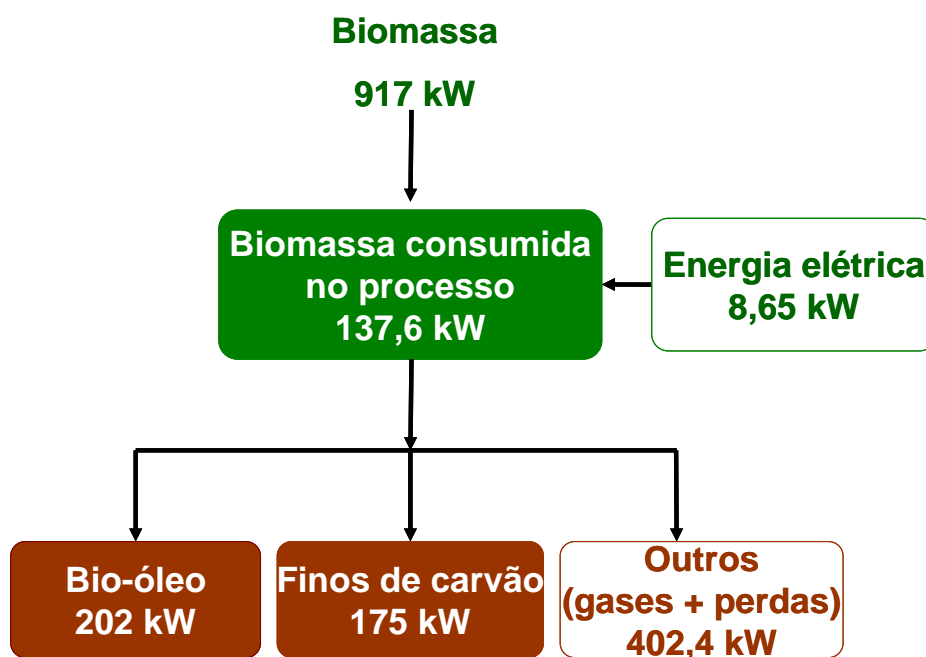 Biomassa
917 kW
Biomassa consumida
no processo
137,6 kW
Energia elétrica
8,65 kW
Bio-óleo
202 kW
Finos de carvão
175 kW
Outros
(gases + perdas)
402,4 kW